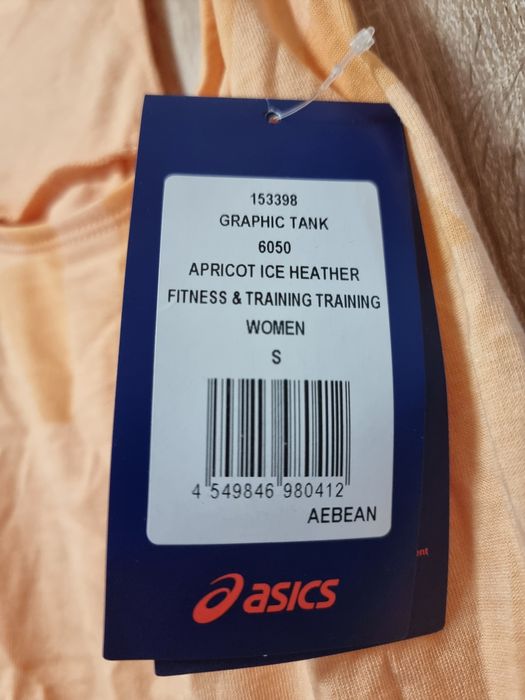 153398
GRAPHIC TANK
6050
APRICOT ICE HEATHER
FITNESS & TRAINING TRAINING
WOMEN
S
4 549846 980412
AEBEAN
asics